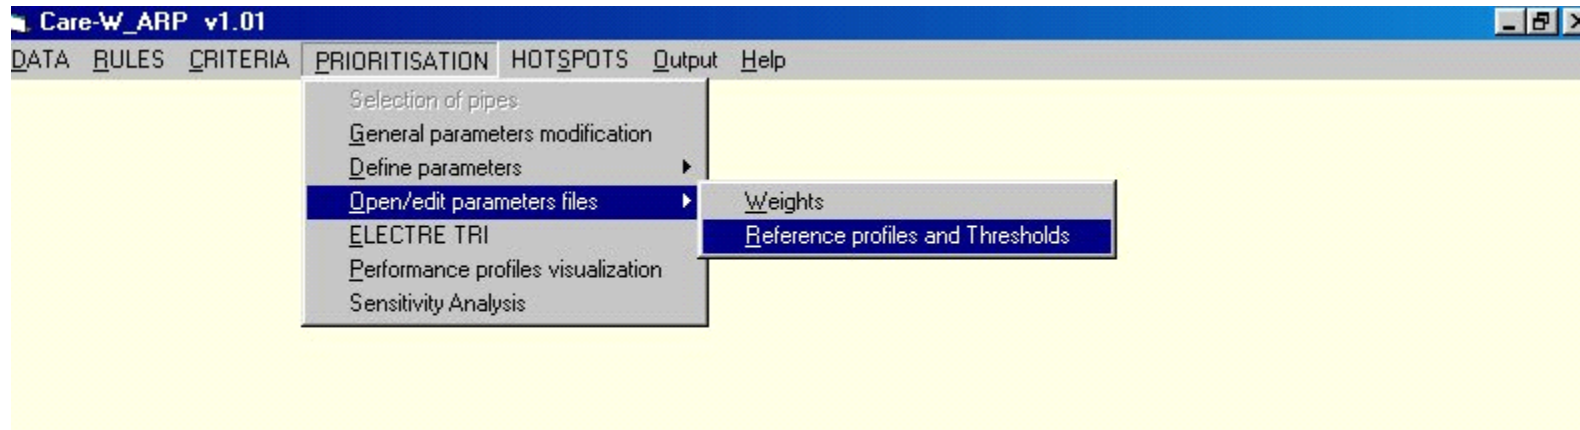 Care-W_ARP v1.01
DATA RULES CRITERIA PRIORITISATION HOTSPOTS Output Help
Selection of pipes
General parameters modification
Define parameters
Open/edit parameters files
Weights
ELECTRE TRI
Reference profiles and Thresholds
Performance profiles visualization
Sensitivity Analysis